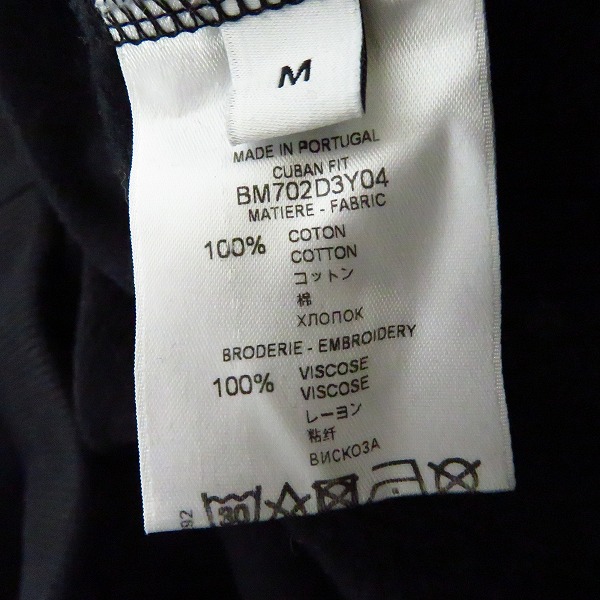 M
MADE IN PORTUGAL
CUBAN FIT
BM702D3Y04
MATIERE - FABRIC
100% COTON
COTTON
コットン
棉
ХЛОПОК
BRODERIE - EMBROIDERY
100% VISCOSE
VISCOSE
レーヨン
粘纤
ВИСКОЗА
30